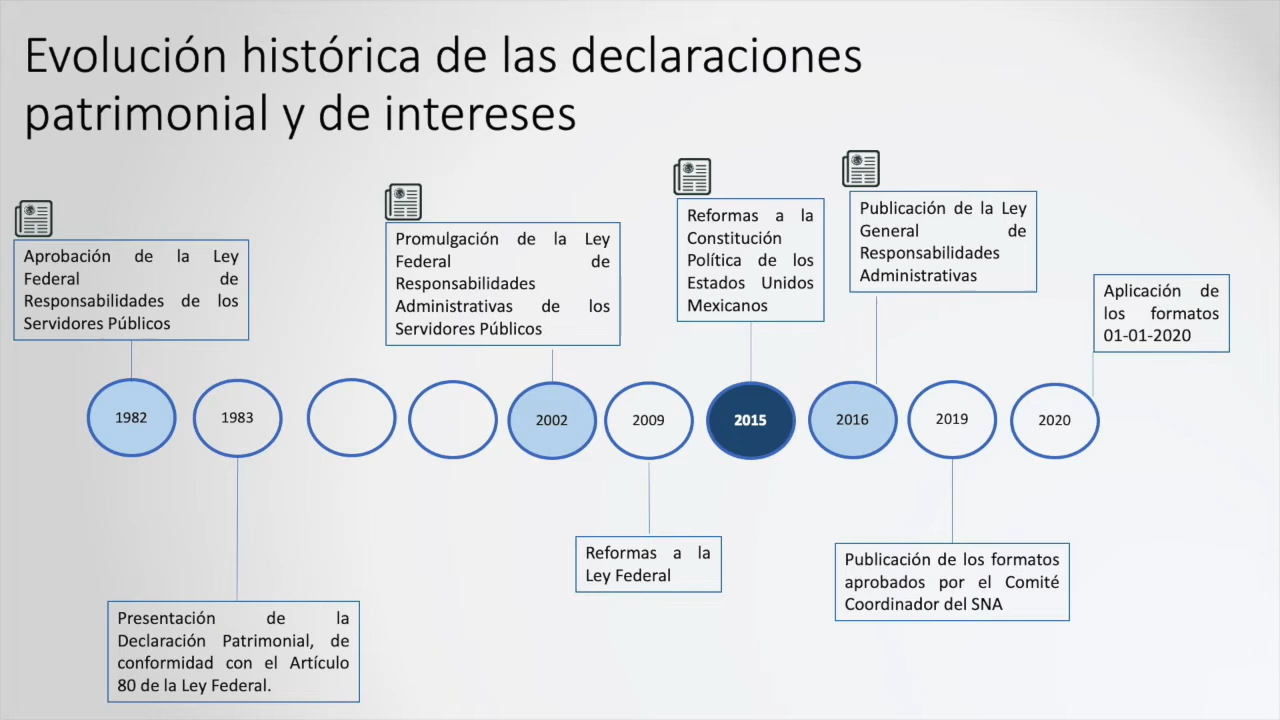 Evolución histórica de las declaraciones
patrimonial y de intereses
Aprobación de la Ley
Federal de
Responsabilidades de los
Servidores Públicos
Promulgación de la Ley
Federal de
Responsabilidades
Administrativas de los
Servidores Públicos
Reformas a la
Constitución
Política de los
Estados Unidos
Mexicanos
Publicación de la Ley
General de
Responsabilidades
Administrativas
Aplicación de
los formatos
01-01-2020
1982
1983
2002
2009
2015
2016
2019
2020
Presentación de la
Declaración Patrimonial, de
conformidad con el Artículo
80 de la Ley Federal.
Reformas a la
Ley Federal
Publicación de los formatos
aprobados por el Comité
Coordinador del SNA